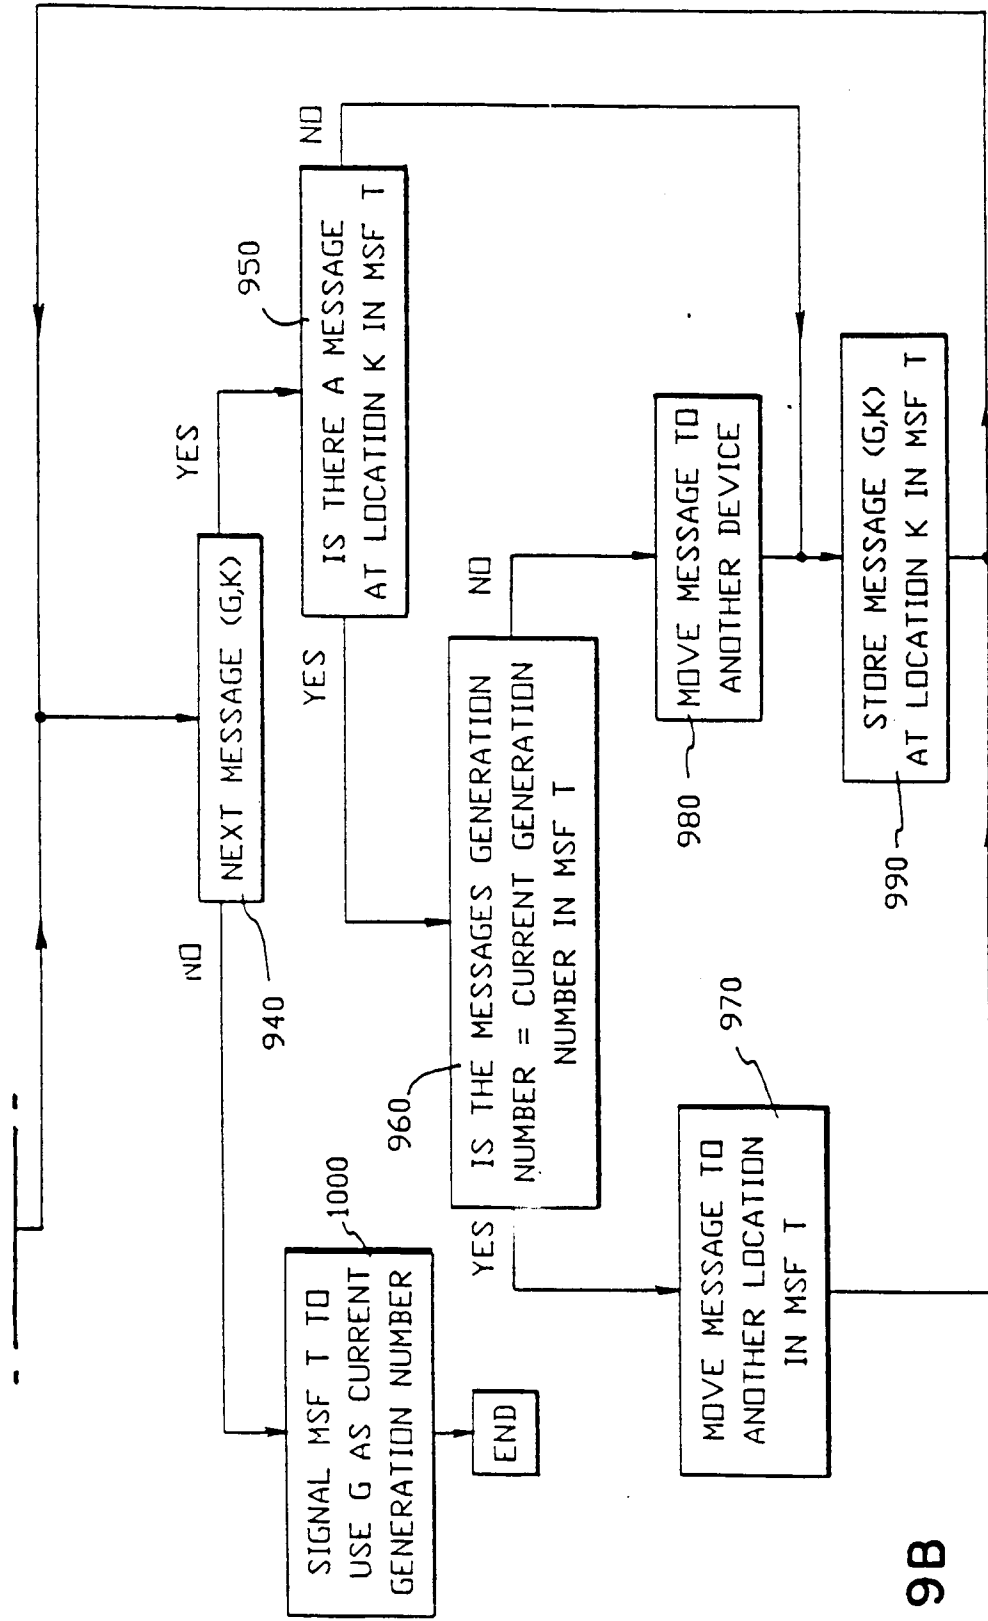 NEXT MESSAGE (G,K)
940
NO
YES
950
IS THERE A MESSAGE
AT LOCATION K IN MSF T
NO
YES
1000
SIGNAL MSF T TO
USE G AS CURRENT
GENERATION NUMBER
END
960
IS THE MESSAGES GENERATION
NUMBER = CURRENT GENERATION
NUMBER IN MSF T
YES
NO
970
MOVE MESSAGE TO
ANOTHER LOCATION
IN MSF T
980
MOVE MESSAGE TO
ANOTHER DEVICE
990
STORE MESSAGE (G,K)
AT LOCATION K IN MSF T
9B